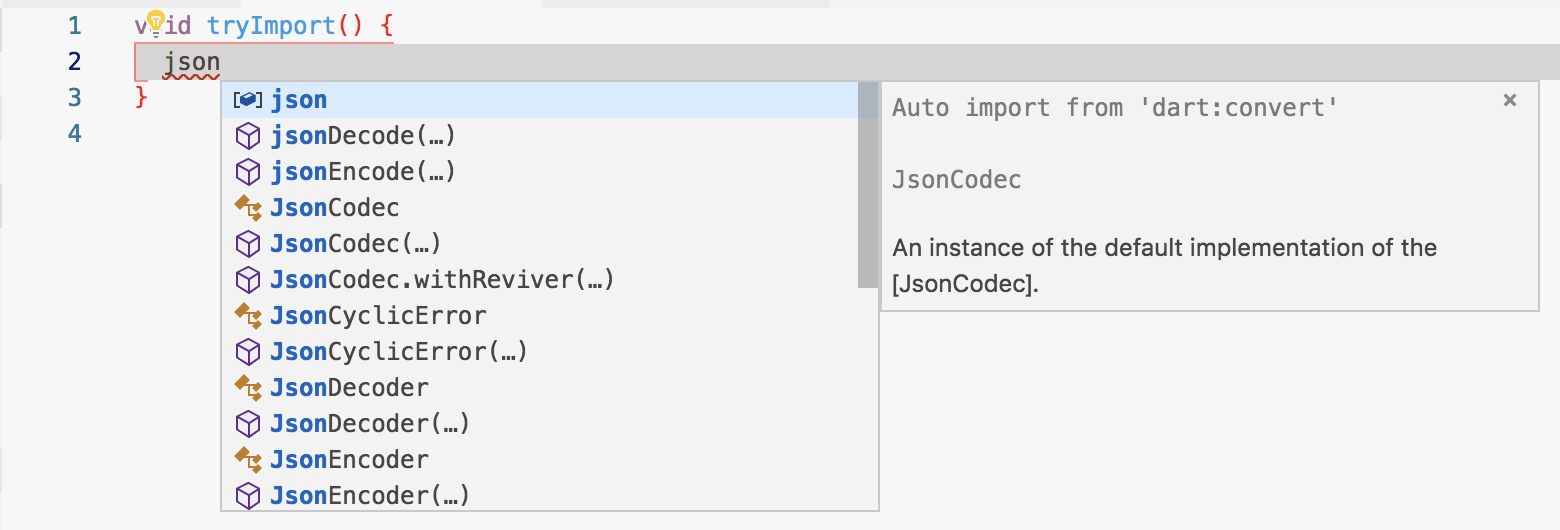 1 void tryImport() {
2 json
3 }
4
json
jsonDecode(…)
jsonEncode(…)
JsonCodec
JsonCodec(…)
JsonCodec.withReviver(…)
JsonCyclicError
JsonCyclicError(…)
JsonDecoder
JsonDecoder(…)
JsonEncoder
JsonEncoder(…)
Auto import from 'dart:convert'
JsonCodec
An instance of the default implementation of the
[JsonCodec].